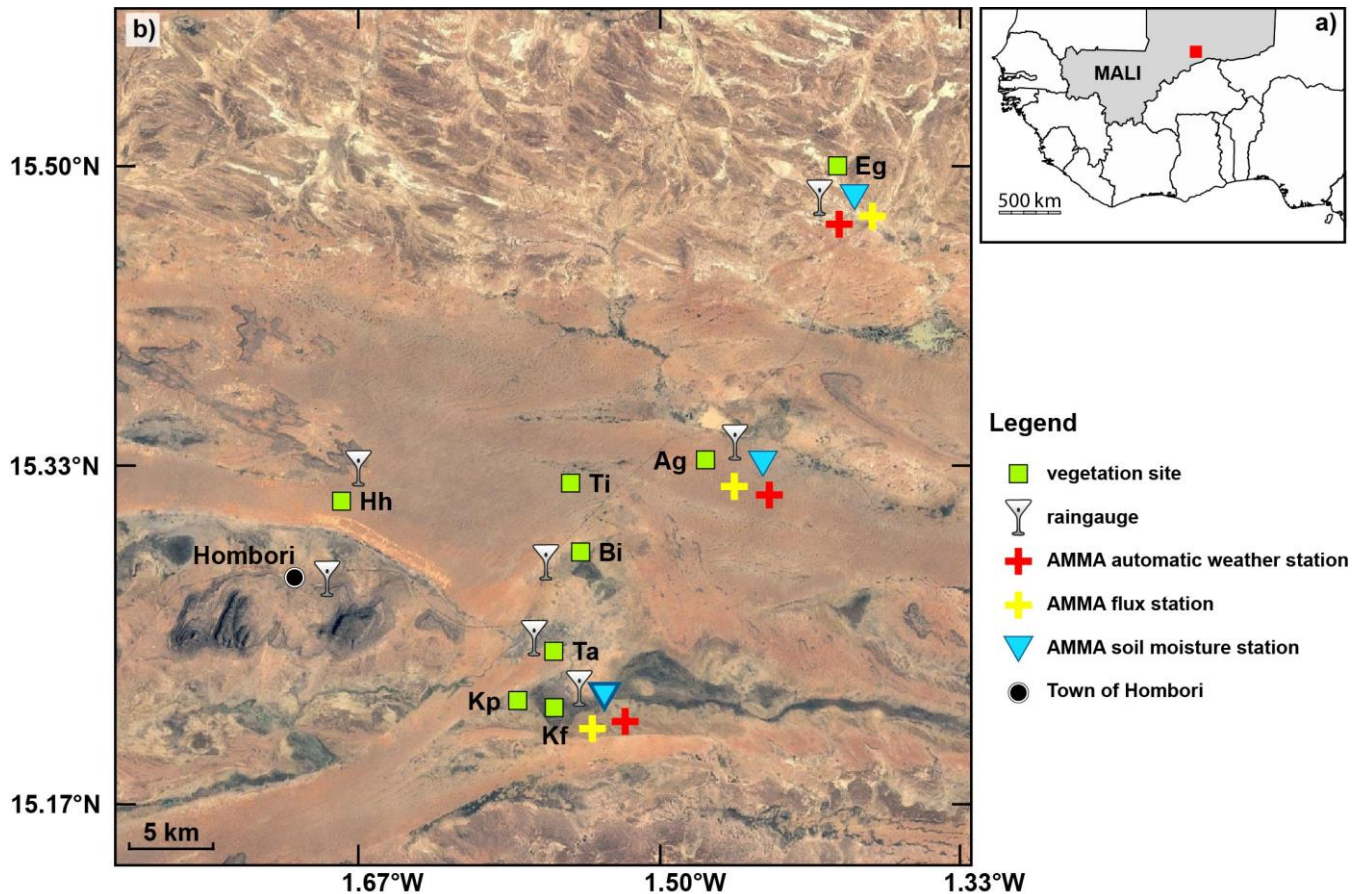 b)
15.50°N
Eg
15.33°N
Ag
Ti
Hh
Bi
Hombori
Ta
Kp
Kf
15.17°N
5 km
1.67°W
1.50°W
1.33°W
a)
MALI
500 km
Legend
vegetation site
raingauge
AMMA automatic weather station
AMMA flux station
AMMA soil moisture station
Town of Hombori